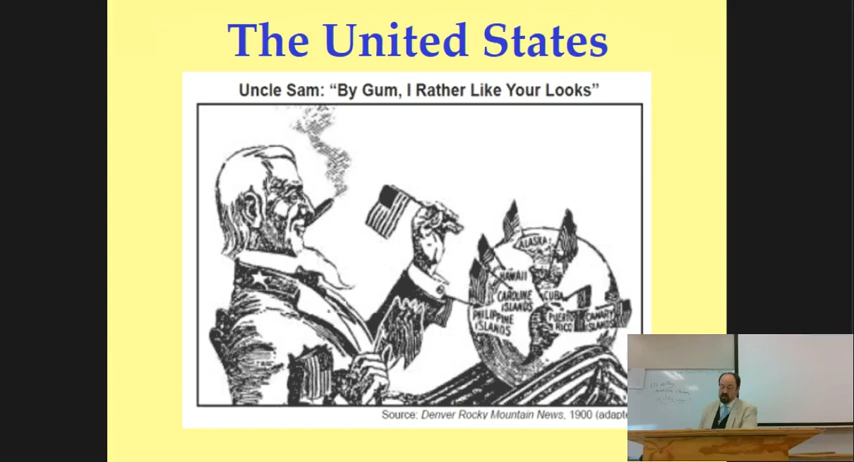 The United States
Uncle Sam: “By Gum, I Rather Like Your Looks”
ALASKA
HAWAII
CAROLINE
ISLANDS
CUBA
PHILIPPINE
ISLANDS
PUERTO
RICO
CANARY
ISLANDS
Source: Denver Rocky Mountain News, 1900 (adapte